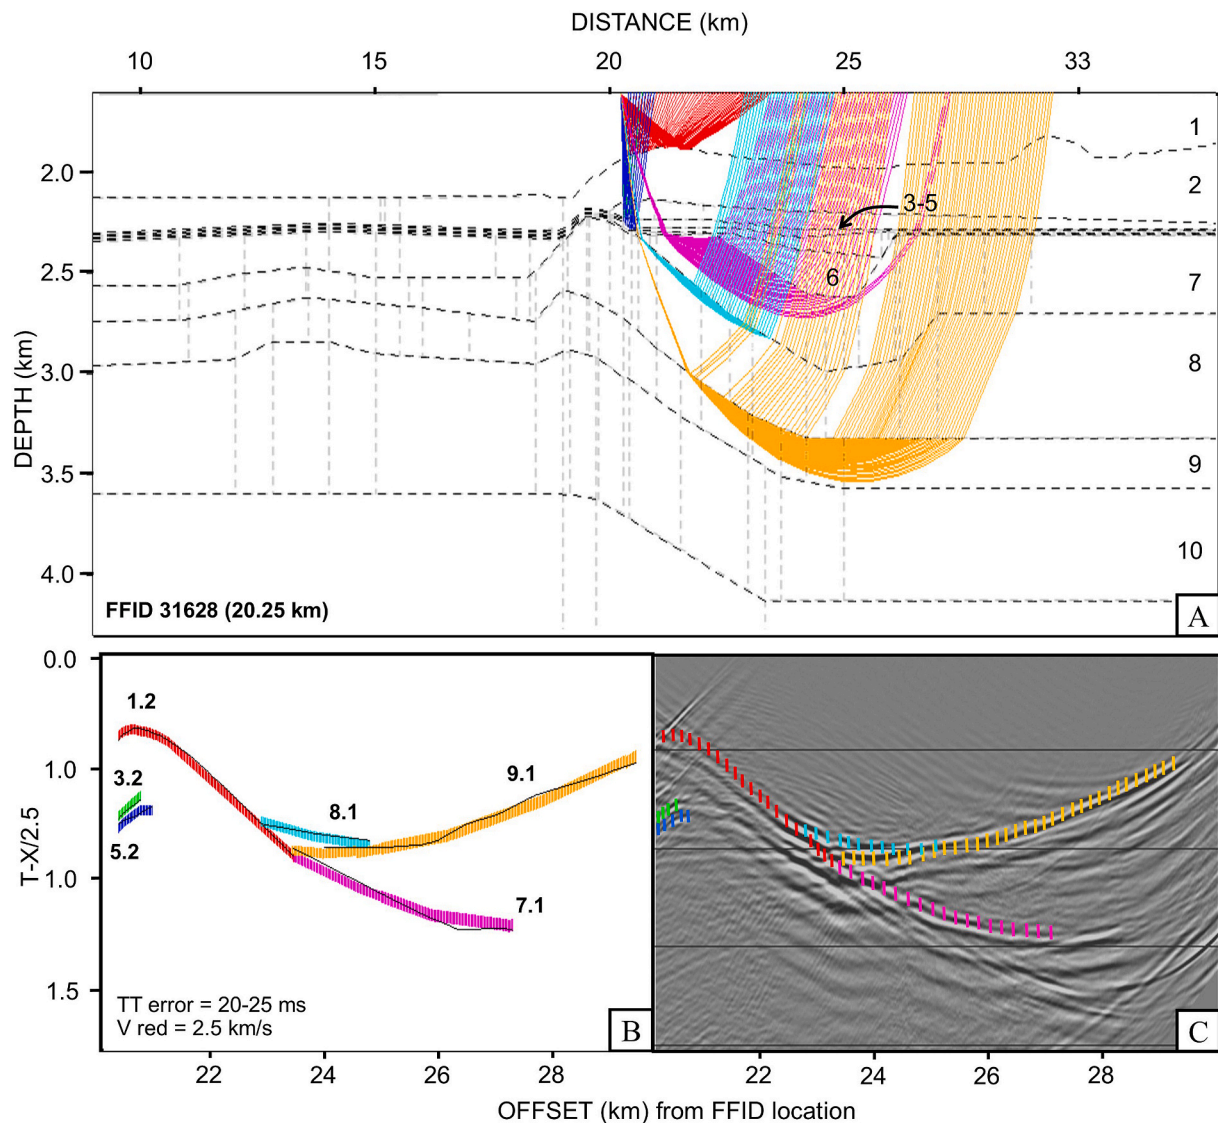 DISTANCE (km)
10 15 20 25 33
DEPTH (km)
2.0
2.5
3.0
3.5
4.0
1
2
3-5
6
7
8
9
10
FFID 31628 (20.25 km)
A
T-X/2.5
0.0
1.0
1.0
1.5
1.2
3.2
5.2
8.1
9.1
7.1
TT error = 20-25 ms
V red = 2.5 km/s
B
C
22 24 26 28 22 24 26 28
OFFSET (km) from FFID location